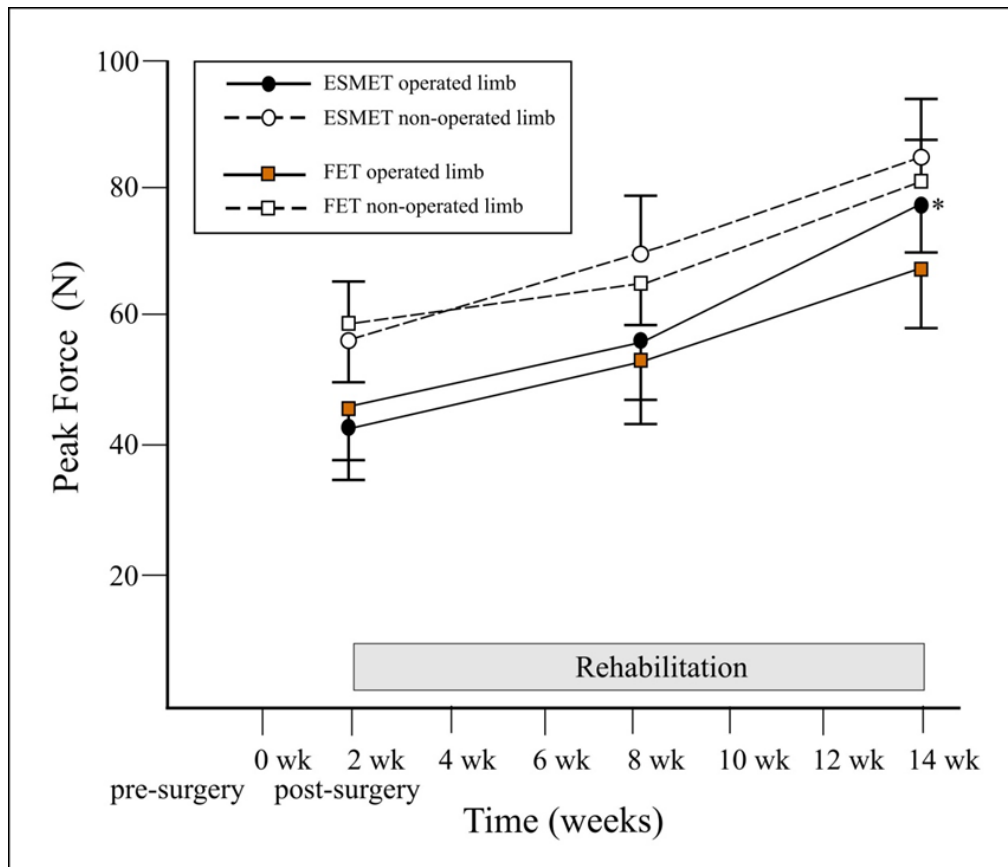 100
80
60
40
20
Peak Force (N)
ESMET operated limb
ESMET non-operated limb
FET operated limb
FET non-operated limb
*
Rehabilitation
0 wk 2 wk 4 wk 6 wk 8 wk 10 wk 12 wk 14 wk
pre-surgery post-surgery
Time (weeks)